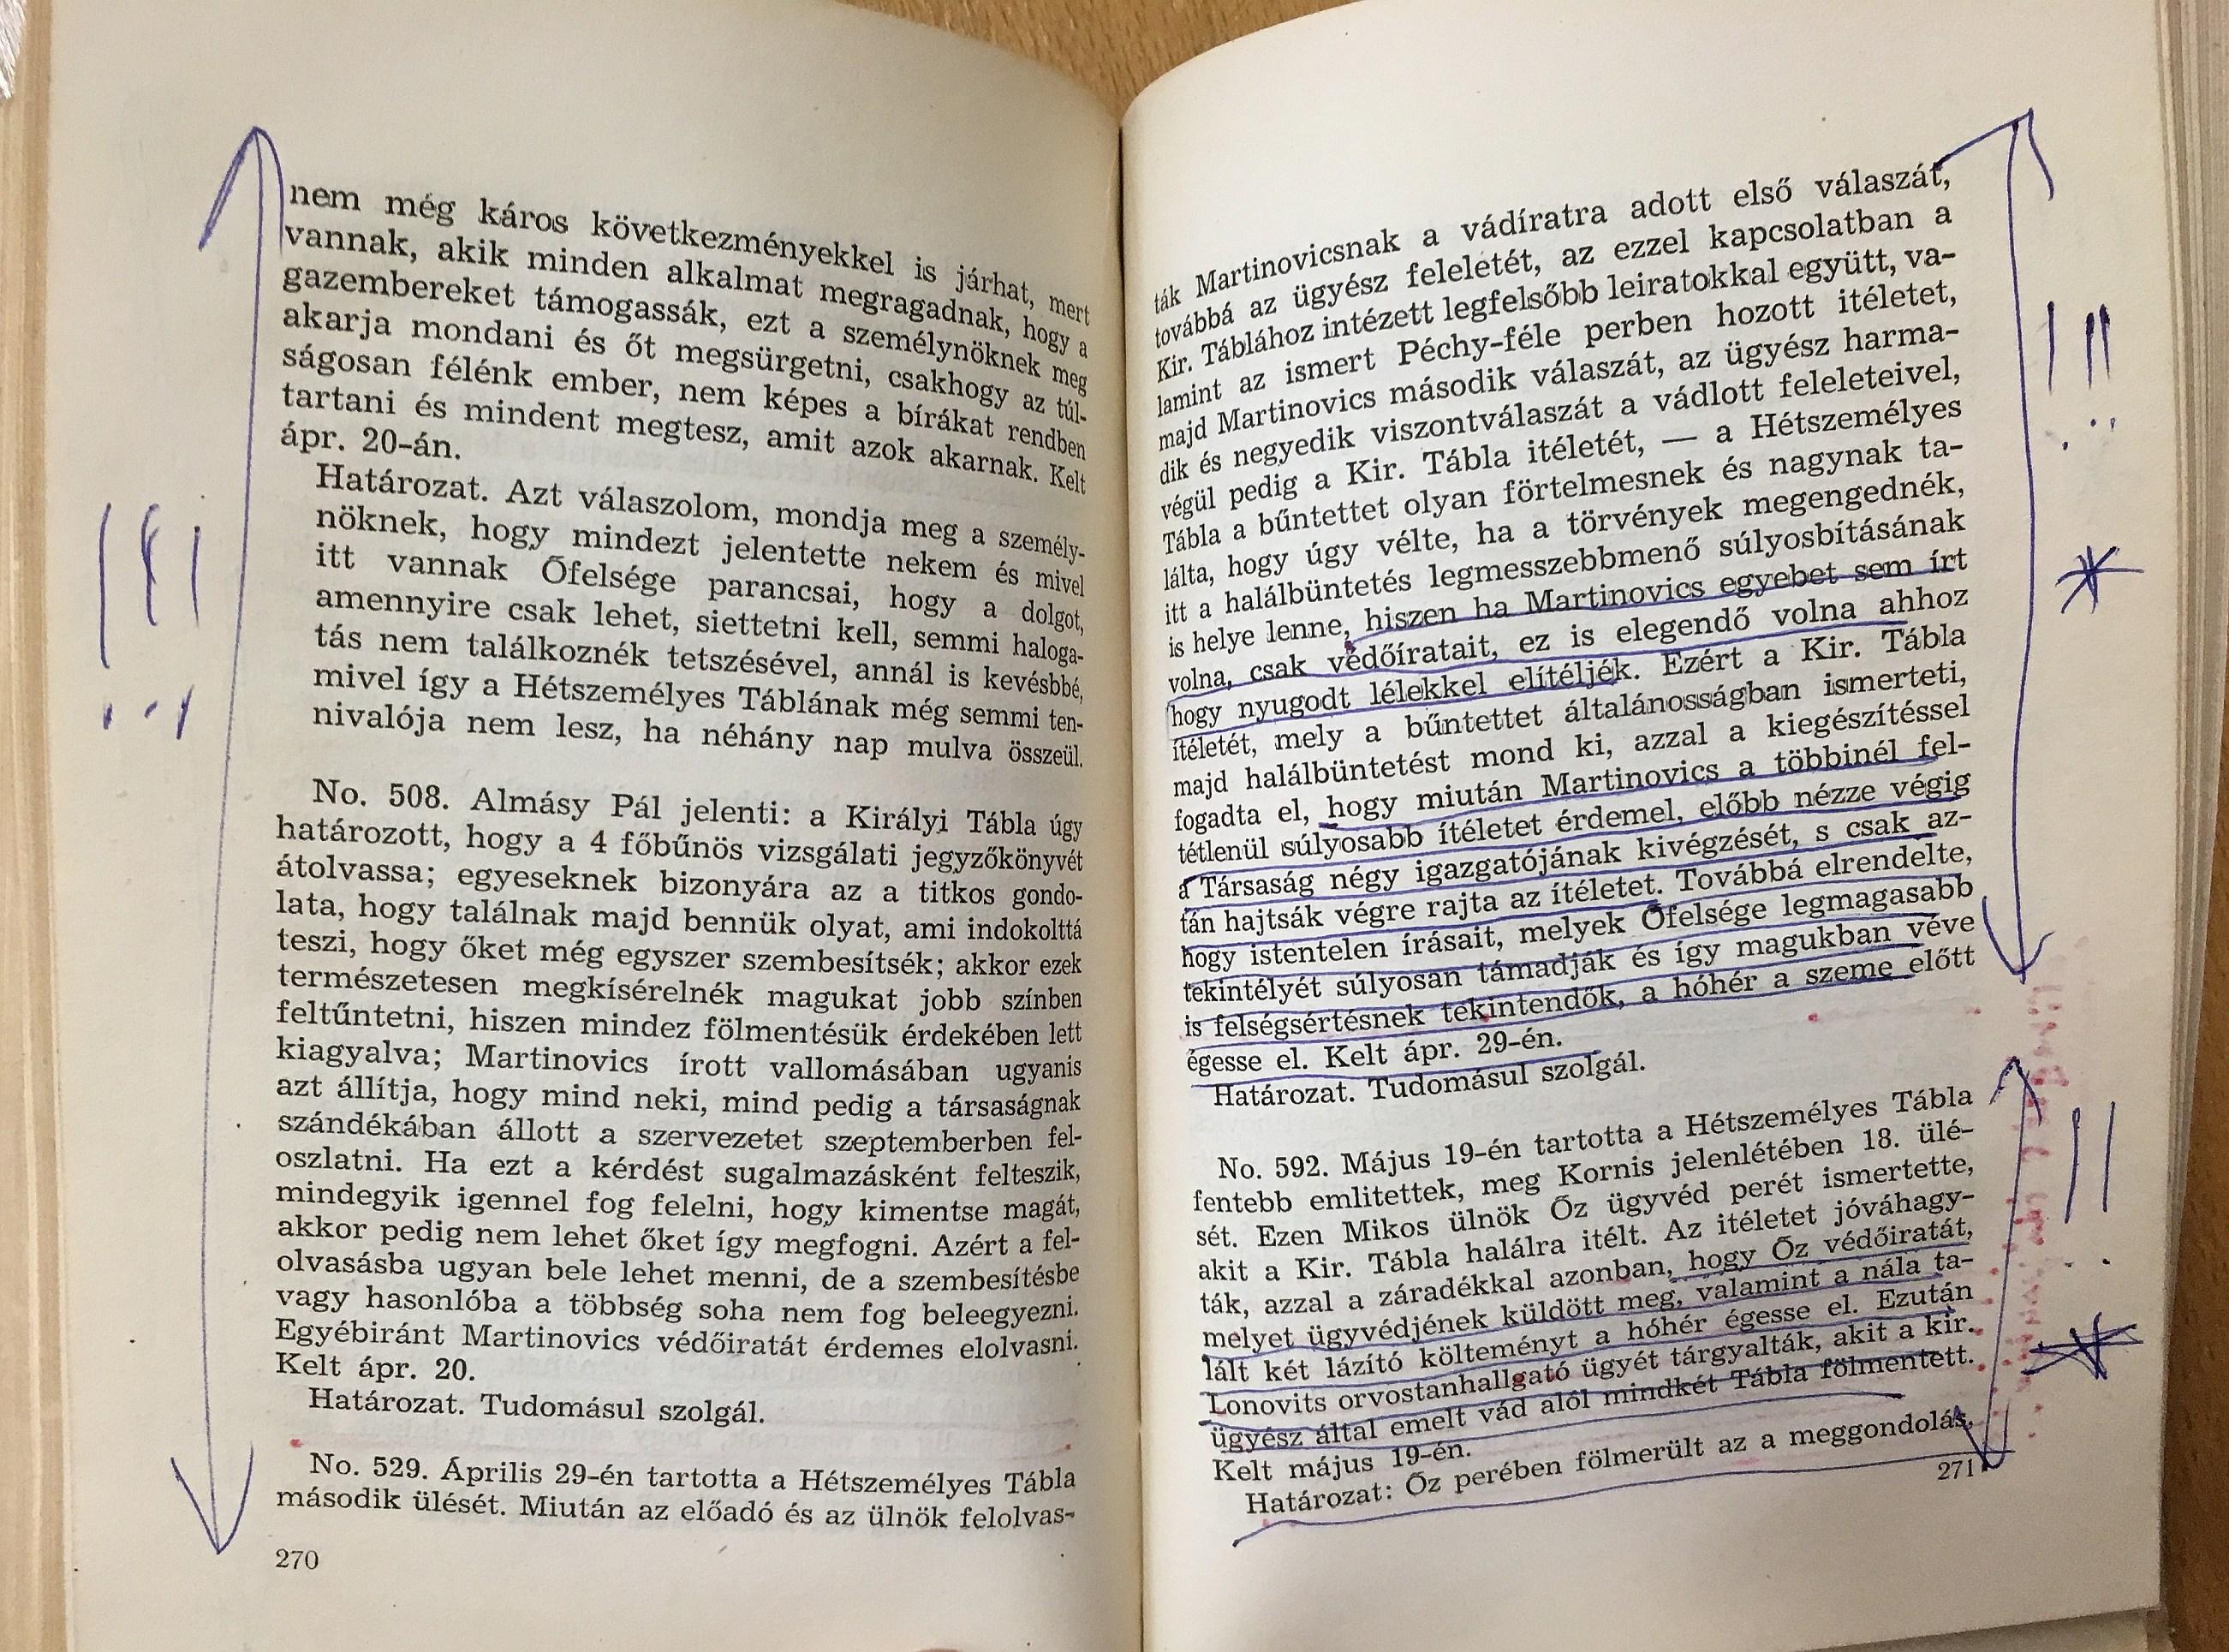 nem még káros következményekkel is járhat, mert
vannak, akik minden alkalmat megragadnak, hogy a
gazembereket támogassák, ezt a személynöknek meg
akarja mondani és őt megsürgetni, csakhogy az túl-
ságosan félénk ember, nem képes a bírákat rendben
tartani és mindent megtesz, amit azok akarnak. Kelt
ápr. 20-án.
Határozat. Azt válaszolom, mondja meg a személy-
nöknek, hogy mindezt jelentette nekem és mivel
itt vannak Őfelsége parancsai, hogy a dolgot,
amennyire csak lehet, siettetni kell, semmi haloga-
tás nem találkoznék tetszésével, annál is kevésbbé,
mivel így a Hétszemélyes Táblának még semmi ten-
nivalója nem lesz, ha néhány nap mulva összeül.
No. 508. Almásy Pál jelenti: a Királyi Tábla úgy
határozott, hogy a 4 főbűnös vizsgálati jegyzőkönyvét
átolvassa; egyeseknek bizonyára az a titkos gondo-
lata, hogy találnak majd bennük olyat, ami indokolttá
teszi, hogy őket még egyszer szembesítsék; akkor ezek
természetesen megkísérelnék magukat jobb színben
feltűntetni, hiszen mindez fölmentésük érdekében lett
kiagyalva; Martinovics írott vallomásában ugyanis
azt állítja, hogy mind neki, mind pedig a társaságnak
szándékában állott a szervezetet szeptemberben fel-
oszlatni. Ha ezt a kérdést sugalmazásként felteszik,
mindegyik igennel fog felelni, hogy kimentse magát,
akkor pedig nem lehet őket így megfogni. Azért a fel-
olvasásba ugyan bele lehet menni, de a szembesítésbe
vagy hasonlóba a többség soha nem fog beleegyezni.
Egyébiránt Martinovics védőiratát érdemes elolvasni.
Kelt ápr. 20.
Határozat. Tudomásul szolgál.
No. 529. Április 29-én tartotta a Hétszemélyes Tábla
második ülését. Miután az előadó és az ülnök felolvas-
270
ták Martinovicsnak a vádíratra adott első válaszát,
továbbá az ügyész feleletét, az ezzel kapcsolatban a
Kir. Táblához intézett legfelsőbb leiratokkal együtt, va-
lamint az ismert Péchy-féle perben hozott itéletet,
majd Martinovics második válaszát, az ügyész harma-
dik és negyedik viszontválaszát a vádlott feleleteivel,
végül pedig a Kir. Tábla itéletét, — a Hétszemélyes
Tábla a bűntettet olyan förtelmesnek és nagynak ta-
lálta, hogy úgy vélte, ha a törvények megengednék,
itt a halálbüntetés legmesszebbmenő súlyosbításának
is helye lenne, hiszen ha Martinovics egyebet sem írt
volna, csak védőíratait, ez is elegendő volna ahhoz
hogy nyugodt lélekkel elítéljék. Ezért a Kir. Tábla
ítéletét, mely a bűntettet általánosságban ismerteti,
majd halálbüntetést mond ki, azzal a kiegészítéssel
fogadta el, hogy miután Martinovics a többinél fel-
tétlenül súlyosabb ítéletet érdemel, előbb nézze végig
a Társaság négy igazgatójának kivégzését, s csak az-
tán hajtsák végre rajta az ítéletet. Továbbá elrendelte,
hogy istentelen írásait, melyek Őfelsége legmagasabb
tekintélyét súlyosan támadják és így magukban véve
is felségsértésnek tekintendők, a hóhér a szeme előtt
égesse el. Kelt ápr. 29-én.
Határozat. Tudomásul szolgál.
No. 592. Május 19-én tartotta a Hétszemélyes Tábla
fentebb emlitettek, meg Kornis jelenlétében 18. ülé-
sét. Ezen Mikos ülnök Őz ügyvéd perét ismertette,
akit a Kir. Tábla halálra itélt. Az itéletet jóváhagy-
ták, azzal a záradékkal azonban, hogy Őz védőiratát,
melyet ügyvédjének küldött meg, valamint a nála ta-
lált két lázító költeményt a hóhér égesse el. Ezután
Lonovits orvostanhallgató ügyét tárgyalták, akit a kir.
ügyész által emelt vád alól mindkét Tábla fölmentett.
Kelt május 19-én.
Határozat: Őz perében fölmerült az a meggondolás,
271